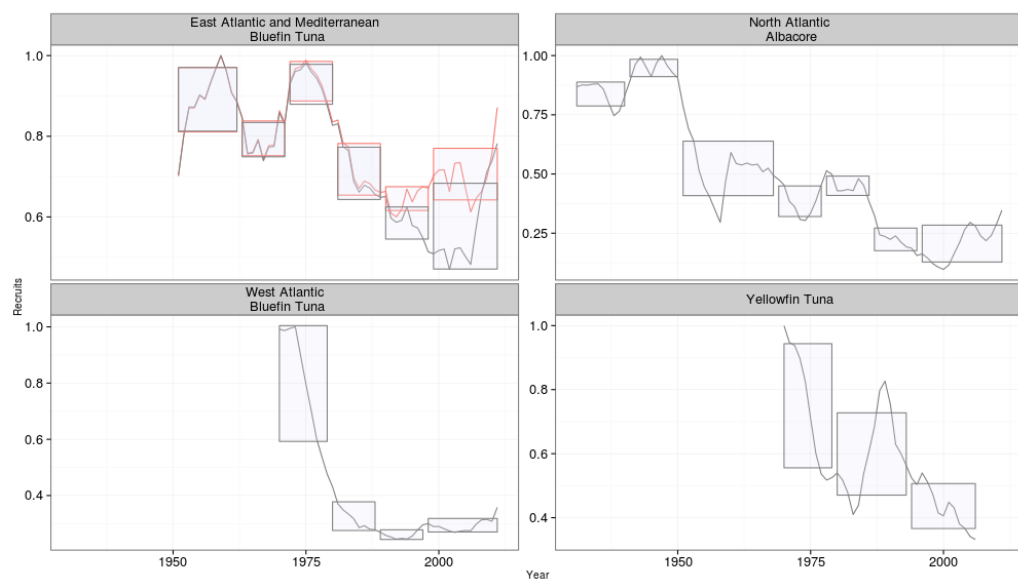 East Atlantic and Mediterranean
Bluefin Tuna
North Atlantic
Albacore
1.0
0.8
0.6
1.00
0.75
0.50
0.25
West Atlantic
Bluefin Tuna
Yellowfin Tuna
1.0
0.8
0.6
0.4
1.0
0.8
0.6
0.4
1950
1975
2000
1950
1975
2000
Recruits
Year